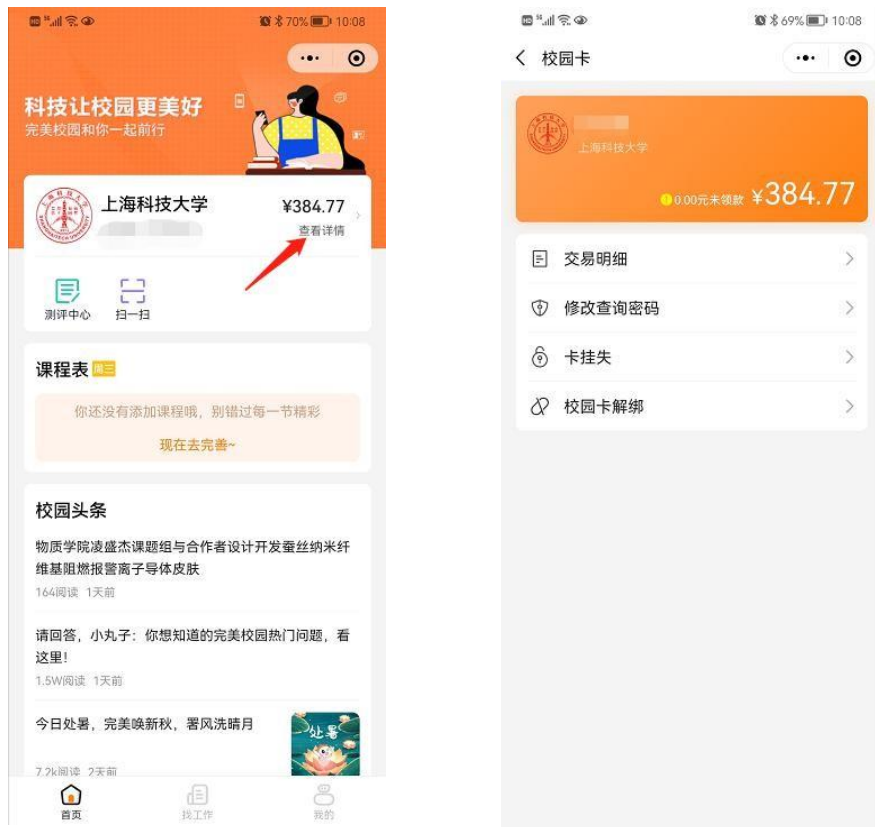 70% 10:08
科技让校园更美好
完美校园和你一起前行
上海科技大学
¥384.77
查看详情
测评中心
扫一扫
课程表 周三
你还没有添加课程哦，别错过每一节精彩
现在去完善~
校园头条
物质学院凌盛杰课题组与合作者设计开发蚕丝纳米纤
维基阻燃报警离子导体皮肤
164阅读 1天前
请回答，小丸子：你想知道的完美校园热门问题，看
这里！
1.5W阅读 1天前
今日处暑，完美唤新秋，署风洗晴月
处暑
7.2k阅读 2天前
首页
找工作
我的
69% 10:08
校园卡
上海科技大学
0.00元未领款 ¥384.77
交易明细
修改查询密码
卡挂失
校园卡解绑